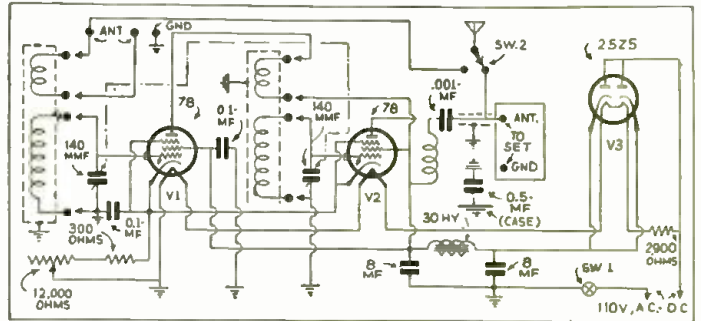 ANT.
GND
SW.2
25Z5
78
0.1-
MF
140
MMF
V1
140
MMF
78
V2
.001-
MF
ANT.
TO
SET
GND
V3
0.5-
MF
(CASE)
300
OHMS
0.1-
MF
12,000
OHMS
30 HY.
8
MF
8
MF
SW 1
2900
OHMS
110V., A.C.-D.C